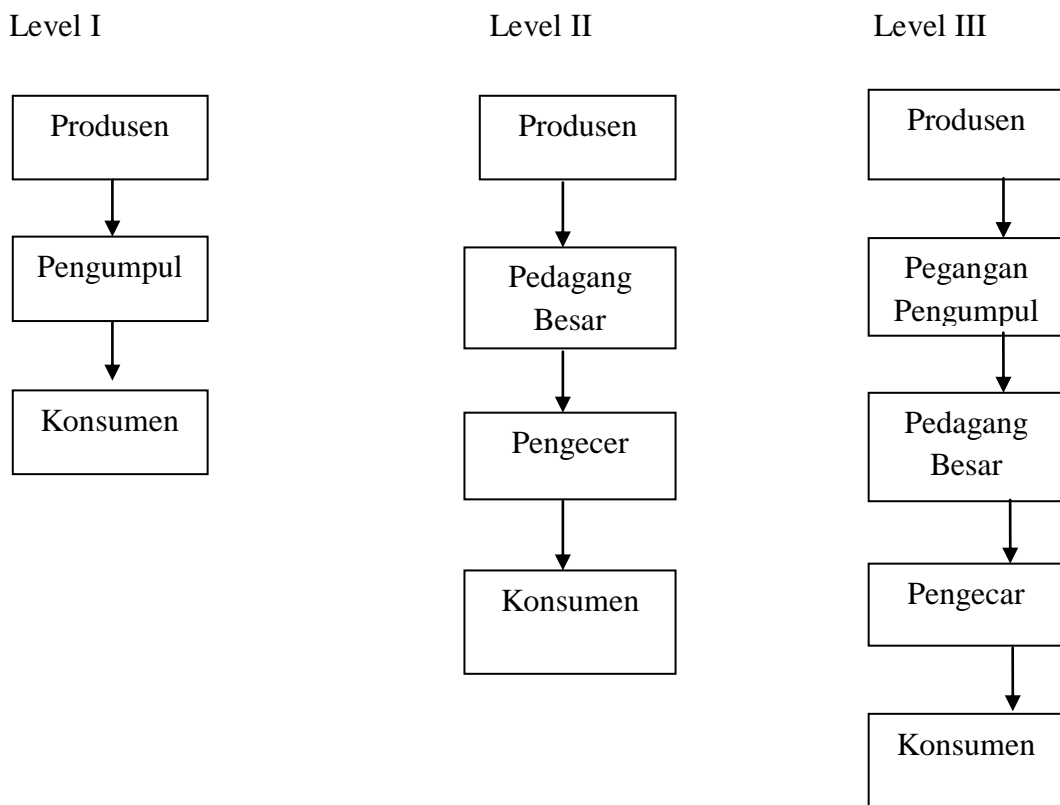 Level I
Produsen
Pengumpul
Konsumen
Level II
Produsen
Pedagang
Besar
Pengecer
Konsumen
Level III
Produsen
Pegangan
Pengumpul
Pedagang
Besar
Pengecar
Konsumen